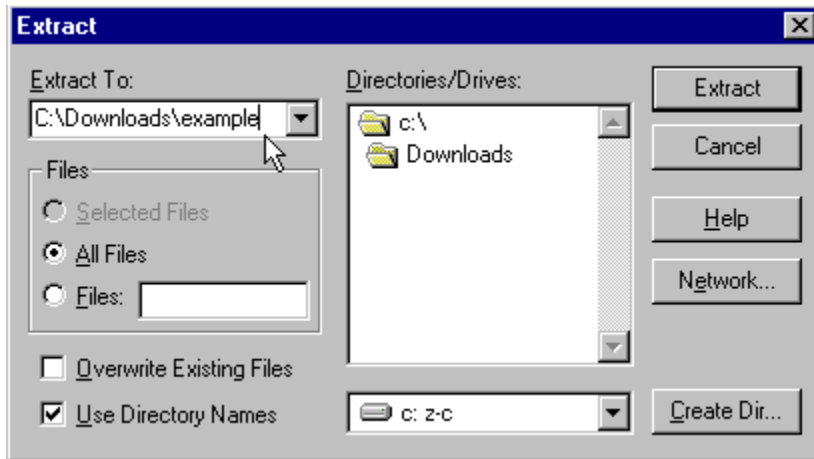 Extract
Extract To:
C:\Downloads\example
Files
Selected Files
All Files
Files:
Overwrite Existing Files
Use Directory Names
Directories/Drives:
c:\
Downloads
c: z-c
Extract
Cancel
Help
Network...
Create Dir...